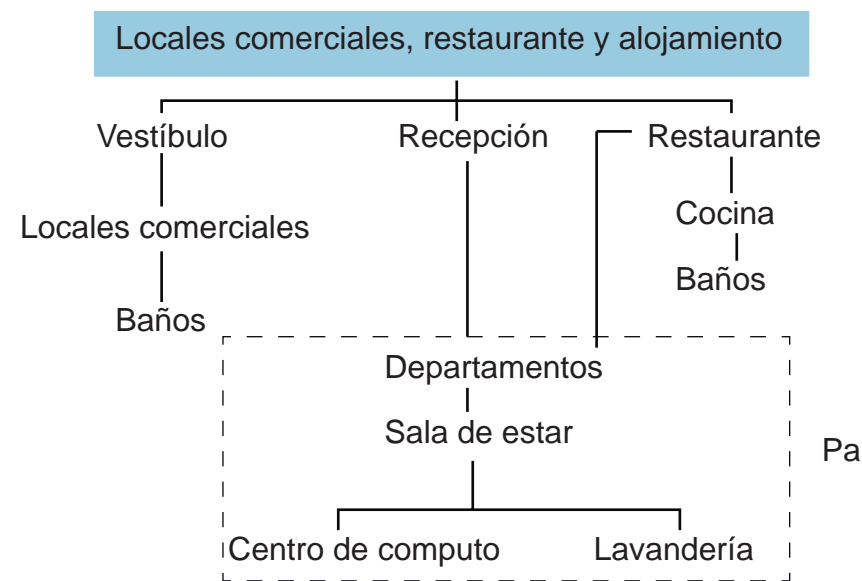 Locales comerciales, restaurante y alojamiento
Vestíbulo
Recepción
Restaurante
Locales comerciales
Cocina
Baños
Baños
Departamentos
Sala de estar
Pa
Centro de computo
Lavandería